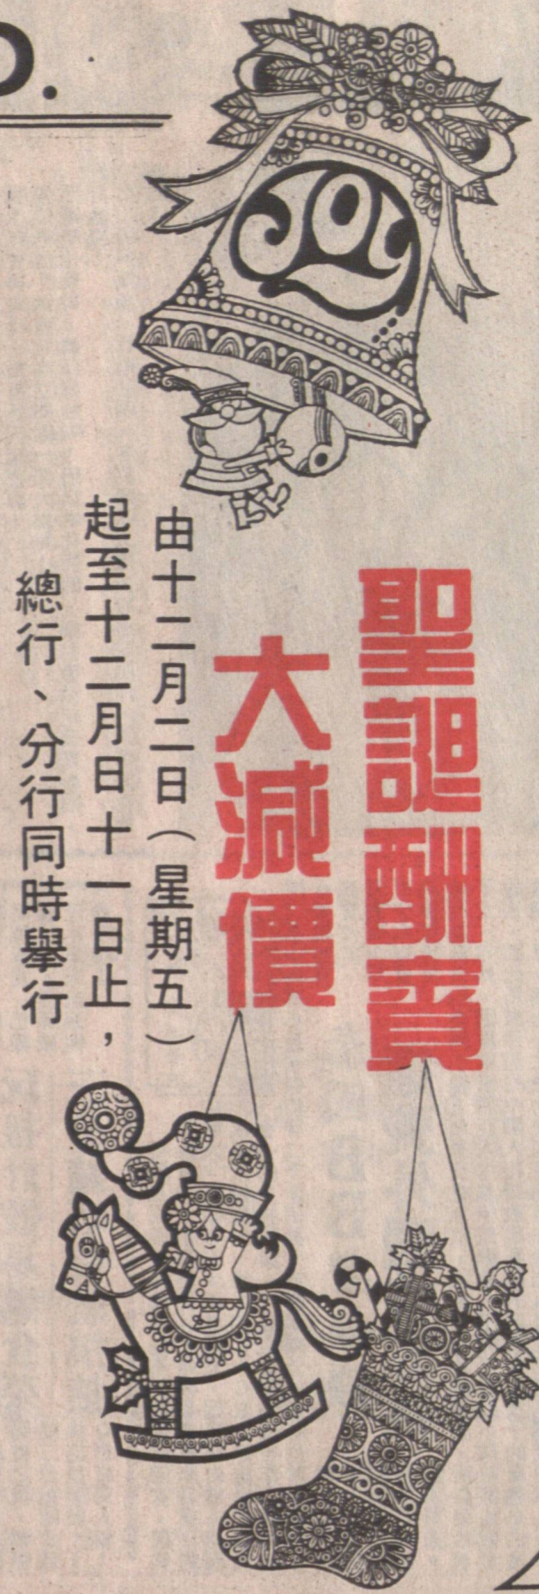 D.
JOY
聖誕酬賓
大減價
由十二月二日（星期五）
起至十二月日十一日止，
總行、分行同時舉行